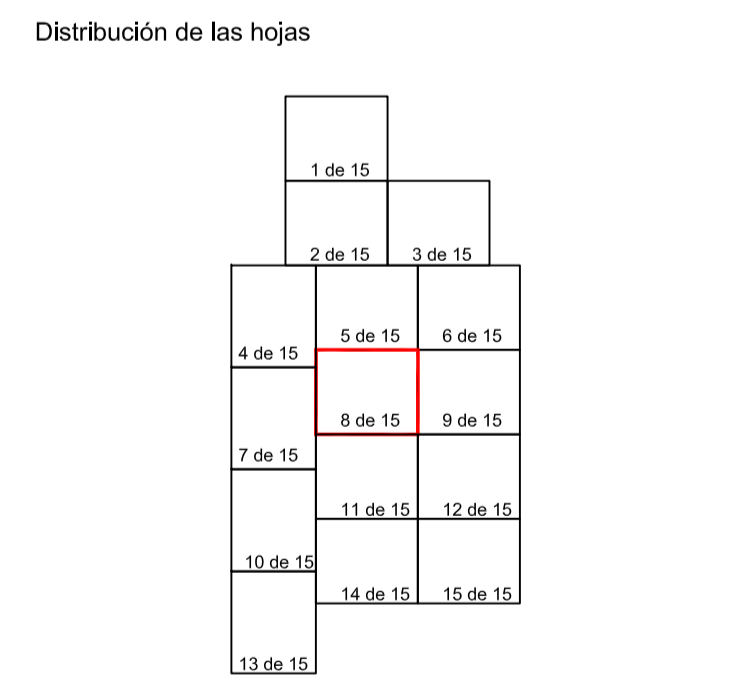 Distribución de las hojas
1 de 15
2 de 15
3 de 15
4 de 15
5 de 15
6 de 15
7 de 15
8 de 15
9 de 15
10 de 15
11 de 15
12 de 15
13 de 15
14 de 15
15 de 15